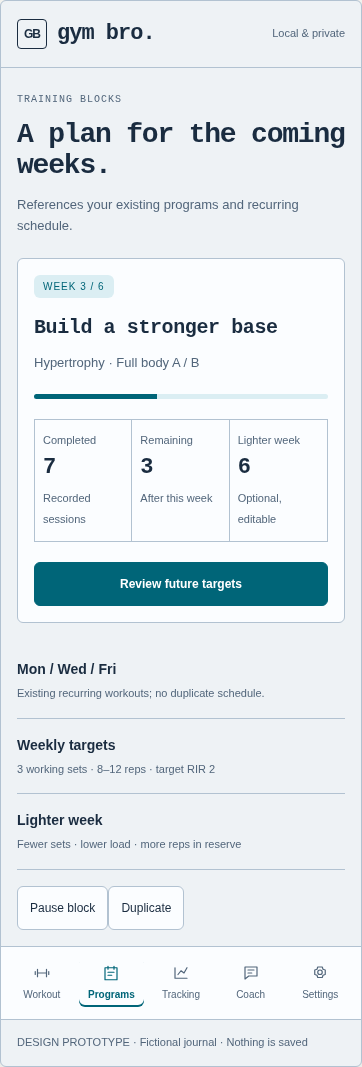 GB gym bro. Local & private
TRAINING BLOCKS
A plan for the coming
weeks.
References your existing programs and recurring
schedule.
WEEK 3 / 6
Build a stronger base
Hypertrophy · Full body A / B
Completed Remaining Lighter week
7 3 6
Recorded After this week Optional,
sessions editable
Review future targets
Mon / Wed / Fri
Existing recurring workouts; no duplicate schedule.
Weekly targets
3 working sets · 8–12 reps · target RIR 2
Lighter week
Fewer sets · lower load · more reps in reserve
Pause block Duplicate
Workout Programs Tracking Coach Settings
DESIGN PROTOTYPE · Fictional journal · Nothing is saved